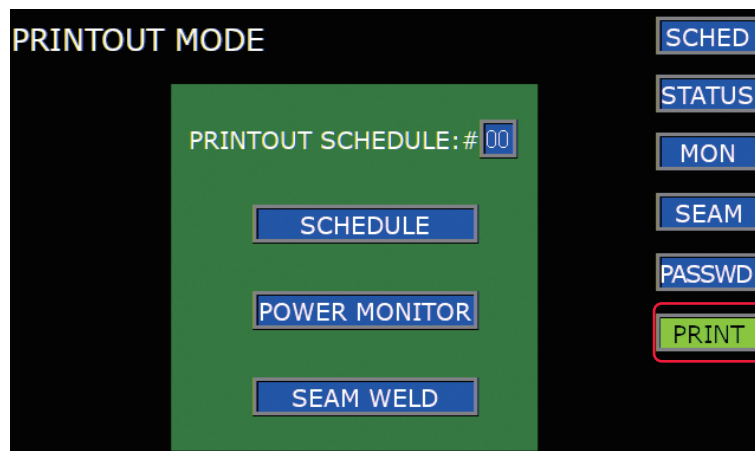 PRINTOUT MODE
PRINTOUT SCHEDULE:#00
SCHEDULE
POWER MONITOR
SEAM WELD
SCHED
STATUS
MON
SEAM
PASSWD
PRINT